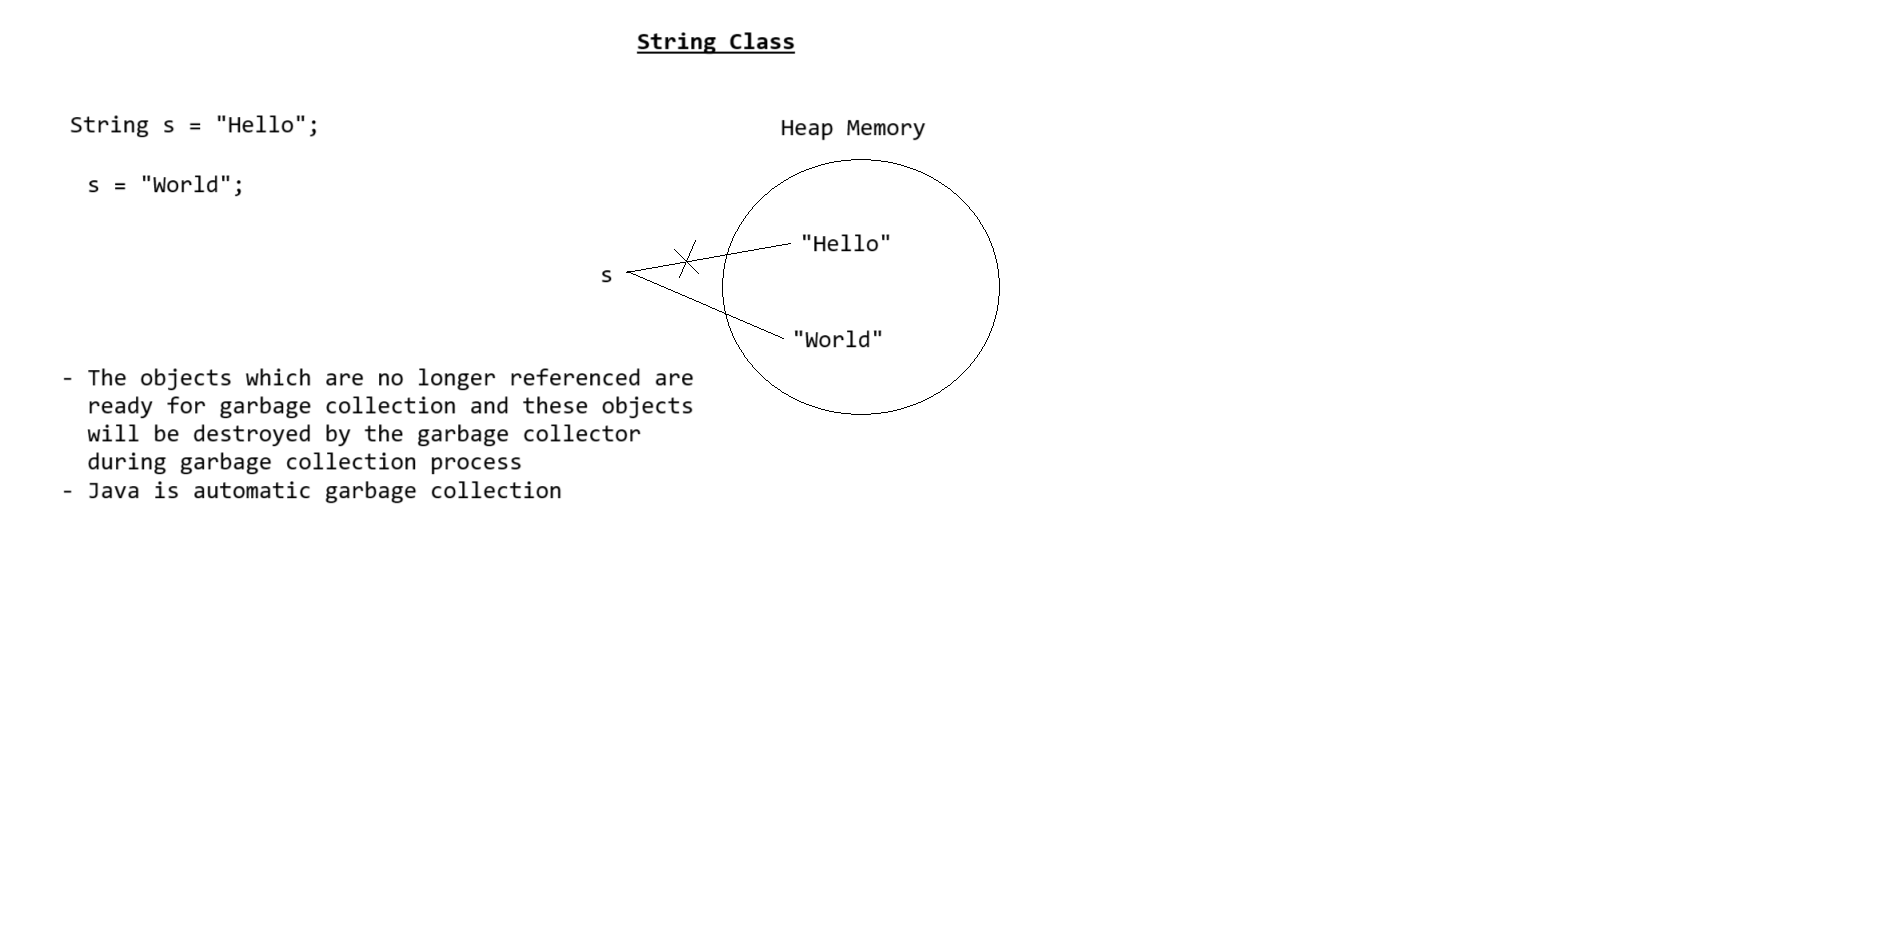 String Class
String s = "Hello";
s = "World";
Heap Memory
"Hello"
s
"World"
- The objects which are no longer referenced are
ready for garbage collection and these objects
will be destroyed by the garbage collector
during garbage collection process
- Java is automatic garbage collection